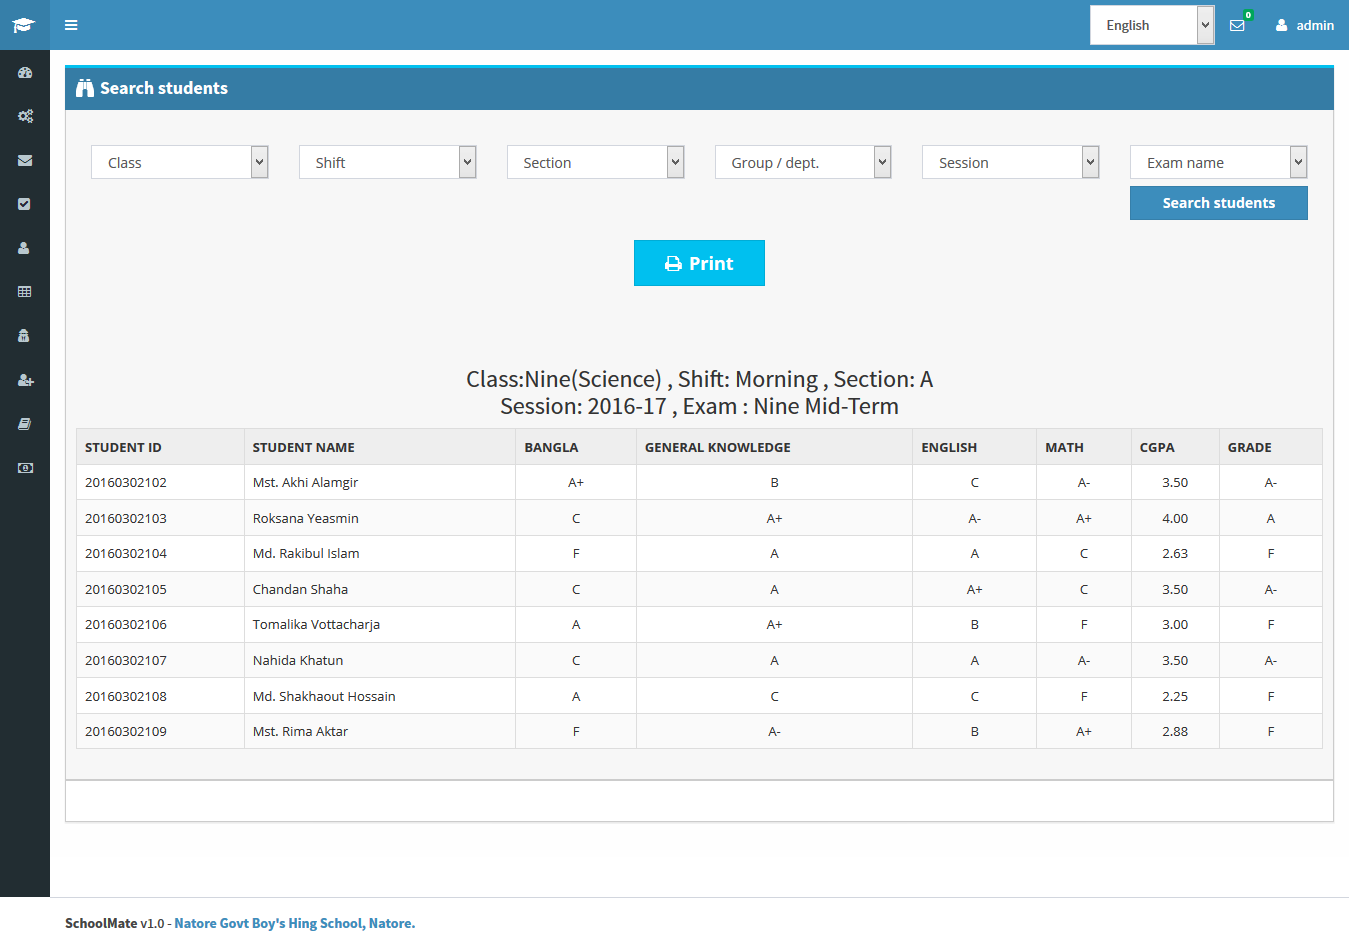 English 0 admin
Search students
Class Shift Section Group / dept. Session Exam name
Search students
Print
Class:Nine(Science) , Shift: Morning , Section: A
Session: 2016-17 , Exam : Nine Mid-Term
STUDENT ID STUDENT NAME BANGLA GENERAL KNOWLEDGE ENGLISH MATH CGPA GRADE
20160302102 Mst. Akhi Alamgir A+ B C A- 3.50 A-
20160302103 Roksana Yeasmin C A+ A- A+ 4.00 A
20160302104 Md. Rakibul Islam F A A C 2.63 F
20160302105 Chandan Shaha C A A+ C 3.50 A-
20160302106 Tomalika Vottacharja A A+ B F 3.00 F
20160302107 Nahida Khatun C A A A- 3.50 A-
20160302108 Md. Shakhaout Hossain A C C F 2.25 F
20160302109 Mst. Rima Aktar F A- B A+ 2.88 F
SchoolMate v1.0 - Natore Govt Boy's Hing School, Natore.